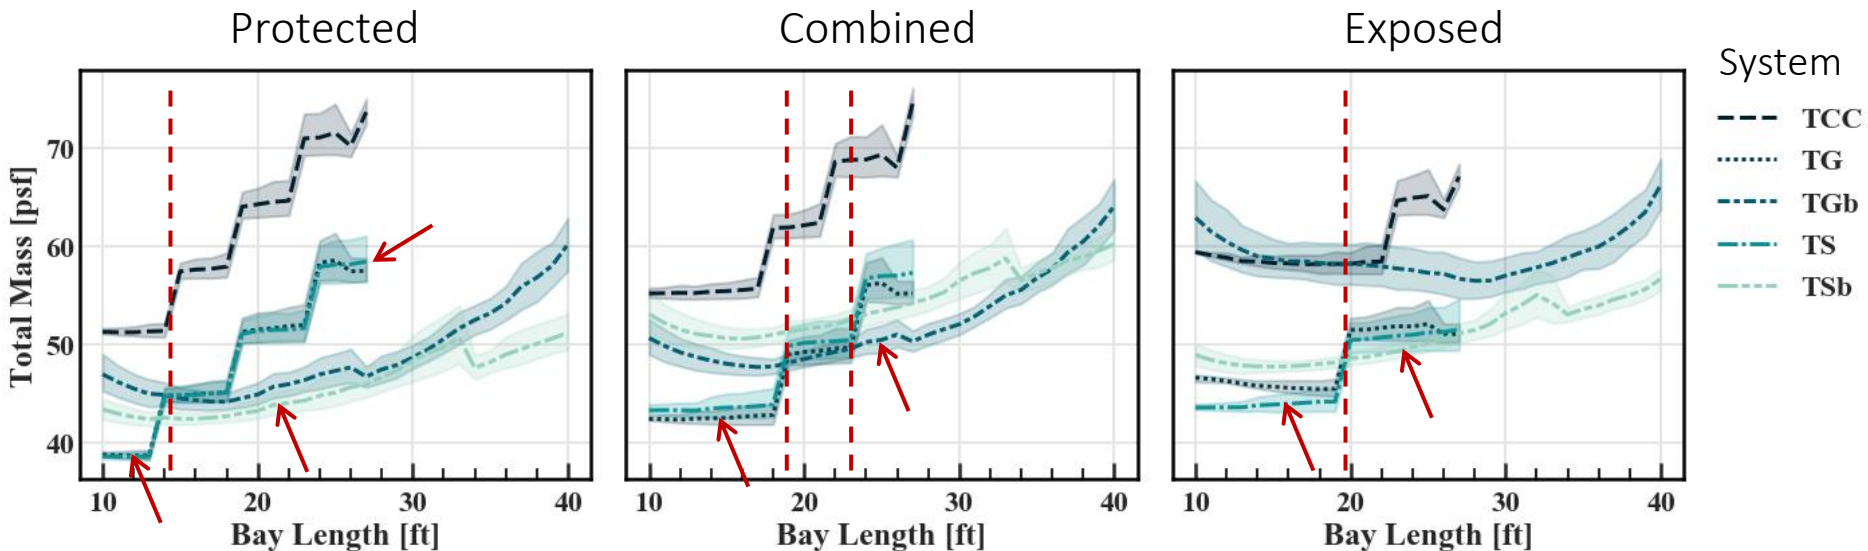 Protected
Combined
Exposed
System
TCC
TG
TGb
TS
TSb
Total Mass [psf]
70
60
50
40
10 20 30 40
10 20 30 40
10 20 30 40
Bay Length [ft]
Bay Length [ft]
Bay Length [ft]